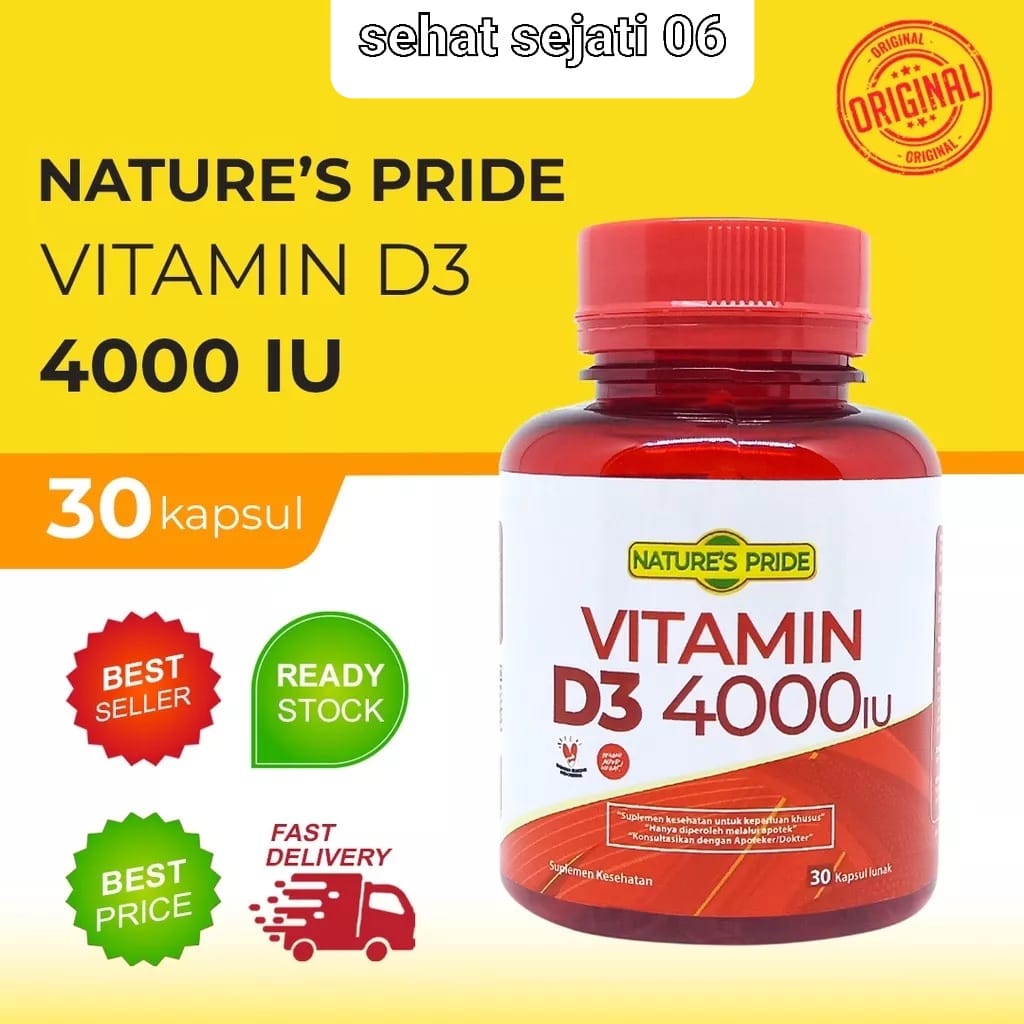 sehat sejati 06
ORIGINAL
ORIGINAL
ORIGINAL
NATURE'S PRIDE
VITAMIN D3
4000 IU
30 kapsul
BEST
SELLER
READY
STOCK
BEST
PRICE
FAST
DELIVERY
NATURE'S PRIDE
VITAMIN
D3 4000IU
"Suplemen kesehatan untuk keperluan khusus"
"Hanya diperoleh melalui apotek"
"Konsultasikan dengan Apoteker/Dokter"
Suplemen Kesehatan
30 Kapsul lunak